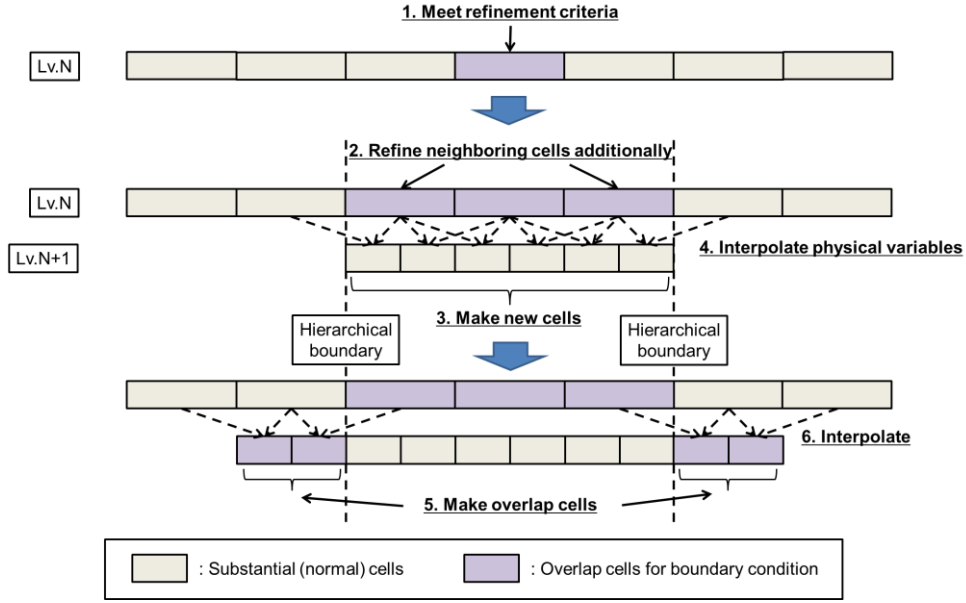 1. Meet refinement criteria
Lv.N
2. Refine neighboring cells additionally
Lv.N
Lv.N+1
4. Interpolate physical variables
3. Make new cells
Hierarchical
boundary
Hierarchical
boundary
6. Interpolate
5. Make overlap cells
: Substantial (normal) cells
: Overlap cells for boundary condition